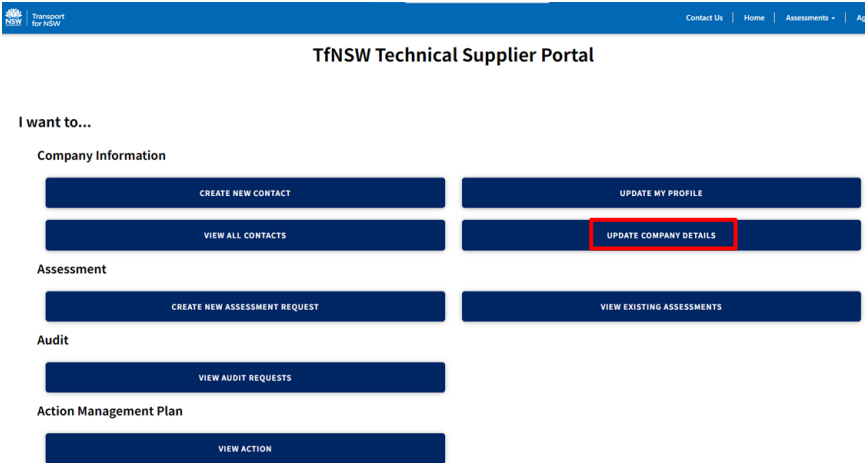 NSW
Transport
for NSW
Contact Us
Home
Assessments
TfNSW Technical Supplier Portal
I want to...
Company Information
CREATE NEW CONTACT
UPDATE MY PROFILE
VIEW ALL CONTACTS
UPDATE COMPANY DETAILS
Assessment
CREATE NEW ASSESSMENT REQUEST
VIEW EXISTING ASSESSMENTS
Audit
VIEW AUDIT REQUESTS
Action Management Plan
VIEW ACTION